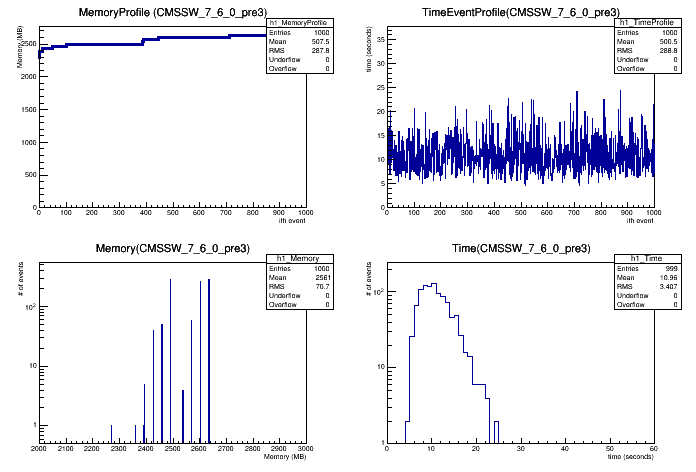 MemoryProfile (CMSSW_7_6_0_pre3)
h1_MemoryProfile
Entries 1000
Mean 507.5
RMS 287.8
Underflow 0
Overflow 0
Memory (MB)
2500
2000
1500
1000
500
0
0 100 200 300 400 500 600 700 800 900 1000
ith event
TimeEventProfile(CMSSW_7_6_0_pre3)
h1_TimeProfile
Entries 1000
Mean 500.5
RMS 288.8
Underflow 0
Overflow 0
time (seconds)
35
30
25
20
15
10
5
0
0 100 200 300 400 500 600 700 800 900 1000
ith event
Memory(CMSSW_7_6_0_pre3)
h1_Memory
Entries 1000
Mean 2561
RMS 76.7
Underflow 0
Overflow 0
# of events
10²
10
1
2000 2100 2200 2300 2400 2500 2600 2700 2800 2900 3000
Memory (MB)
Time(CMSSW_7_6_0_pre3)
h1_Time
Entries 999
Mean 10.96
RMS 3.407
Underflow 0
Overflow 0
# of events
10²
10
1
0 10 20 30 40 50 60
time (seconds)